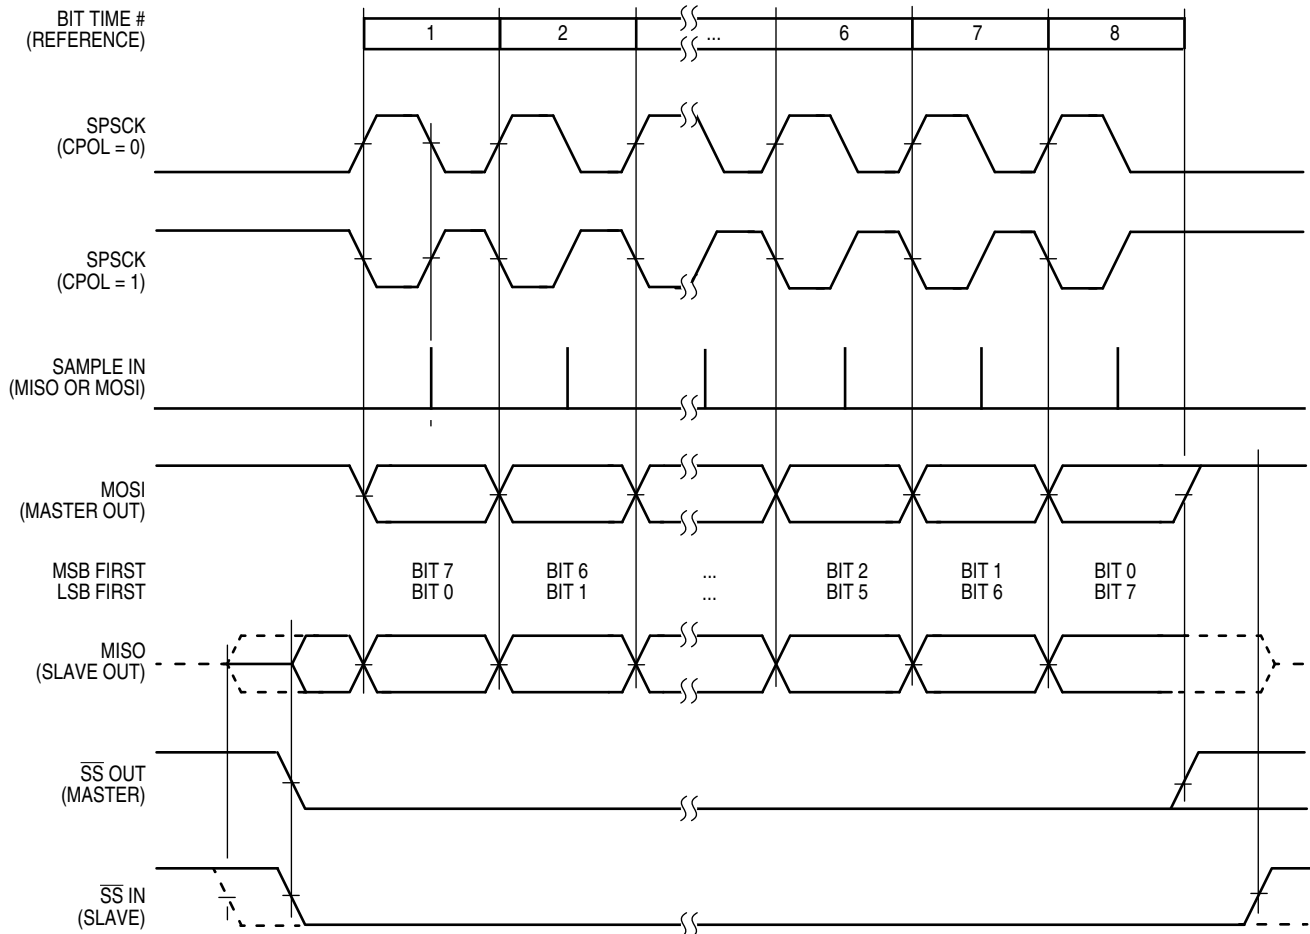 BIT TIME #
(REFERENCE)
1 2 ... 6 7 8
SPSCK
(CPOL = 0)
SPSCK
(CPOL = 1)
SAMPLE IN
(MISO OR MOSI)
MOSI
(MASTER OUT)
MSB FIRST BIT 7 BIT 6 ... BIT 2 BIT 1 BIT 0
LSB FIRST BIT 0 BIT 1 ... BIT 5 BIT 6 BIT 7
MISO
(SLAVE OUT)
S̅S̅ OUT
(MASTER)
S̅S̅ IN
(SLAVE)